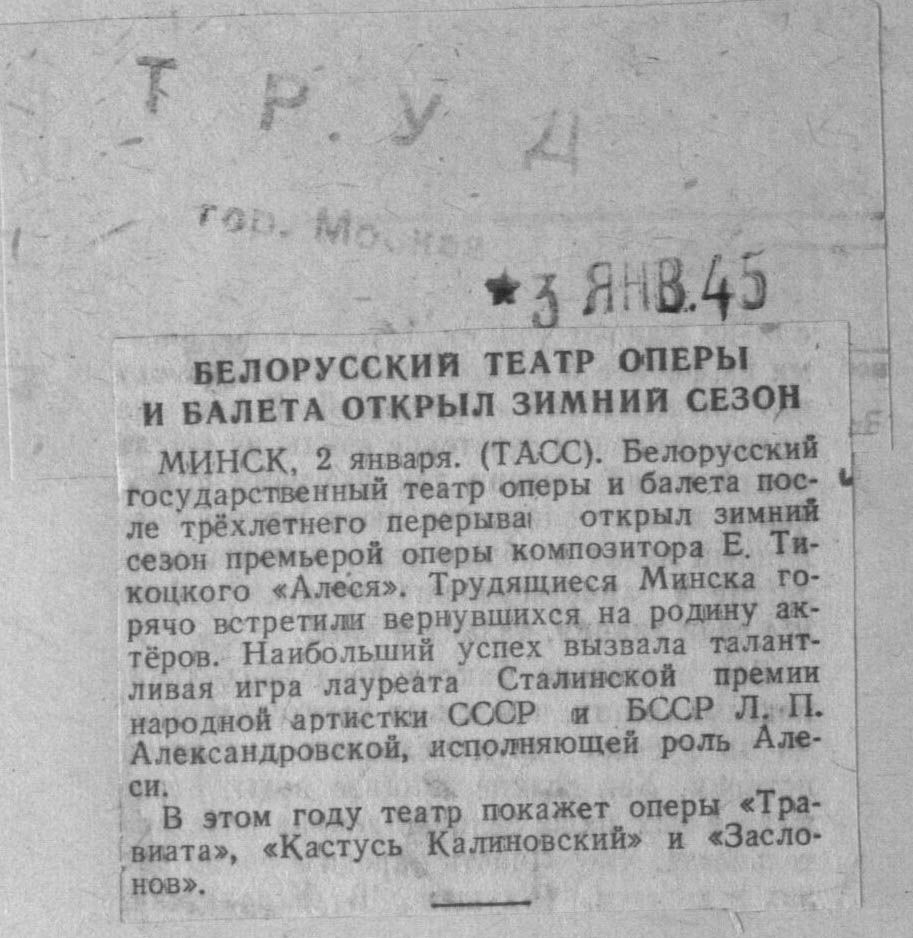 ТРУД
гор. Москва
★3 ЯНВ.45
БЕЛОРУССКИЙ ТЕАТР ОПЕРЫ
И БАЛЕТА ОТКРЫЛ ЗИМНИЙ СЕЗОН
МИНСК, 2 января. (ТАСС). Белорусский
государственный театр оперы и балета пос-
ле трёхлетнего перерыва открыл зимний
сезон премьерой оперы композитора Е. Ти-
коцкого «Алеся». Трудящиеся Минска го-
рячо встретили вернувшихся на родину ак-
тёров. Наибольший успех вызвала талант-
ливая игра лауреата Сталинской премии
народной артистки СССР и БССР Л. П.
Александровской, исполняющей роль Але-
си.
В этом году театр покажет оперы «Тра-
виата», «Кастусь Калиновский» и «Засло-
нов».